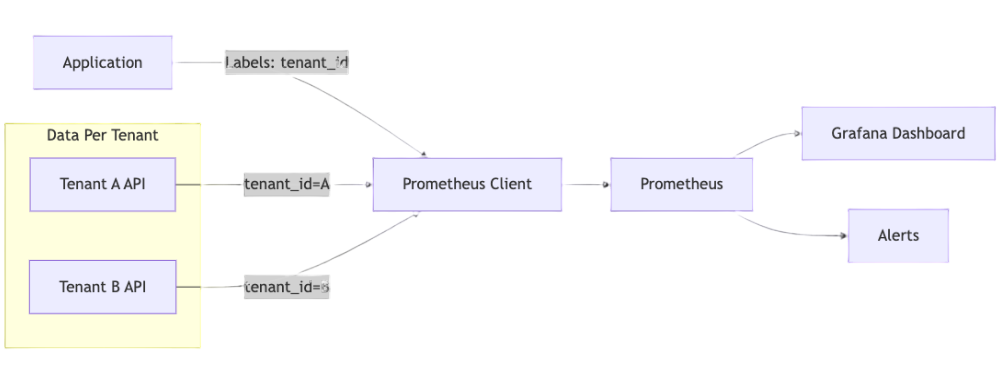 Application
Labels: tenant_id
Data Per Tenant
Tenant A API
tenant_id=A
Prometheus Client
Prometheus
Grafana Dashboard
Alerts
Tenant B API
tenant_id=B